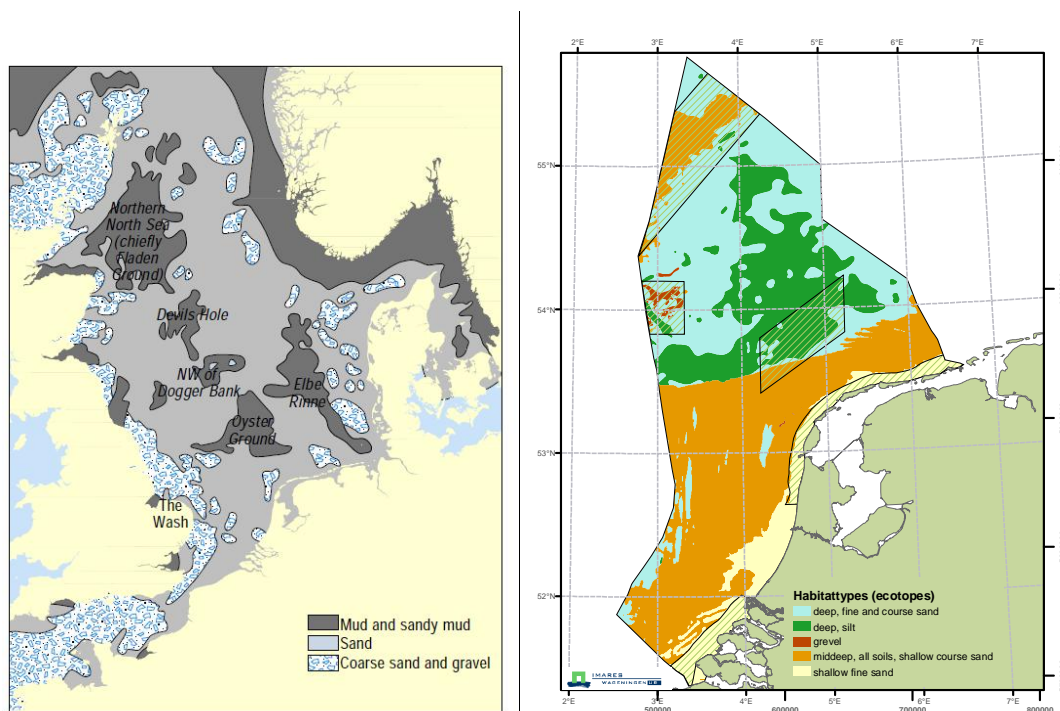 Northern
North Sea
(chiefly
Fladen
Ground)
Devils Hole
NW of
Dogger Bank
Elbe
Rinne
Oyster
Ground
The
Wash
Mud and sandy mud
Sand
Coarse sand and gravel
2°E 3°E 4°E 5°E 6°E 7°E
55°N
54°N
53°N
52°N
Habitattypes (ecotopes)
deep, fine and course sand
deep, silt
grevel
middeep, all soils, shallow course sand
shallow fine sand
IMARES
WAGENINGEN UR
2°E 3°E 4°E 5°E 6°E 7°E
500000 600000 700000 800000